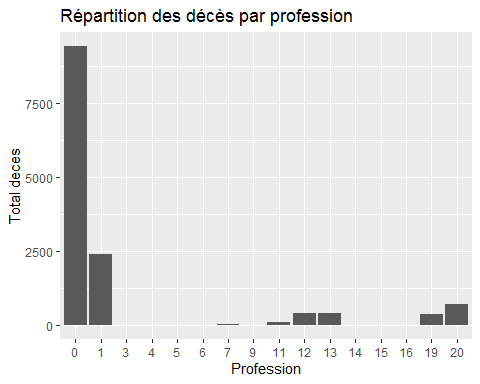 Répartition des décès par profession
Total deces
7500
5000
2500
0
0 1 3 4 5 6 7 9 11 12 13 14 15 16 19 20
Profession